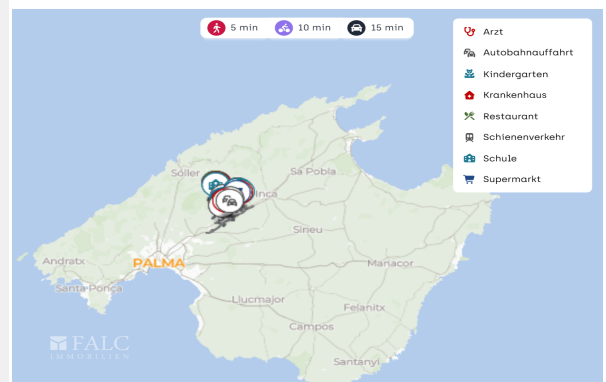 5 min
10 min
15 min
Arzt
Autobahnauffahrt
Kindergarten
Krankenhaus
Restaurant
Schienenverkehr
Schule
Supermarkt
Sóller
Sa Pobla
Inca
Sineu
Andratx
PALMA
Manacor
Santa Ponça
Llucmajor
Felanitx
Campos
FALC
IMMOBILIEN
Santanyí